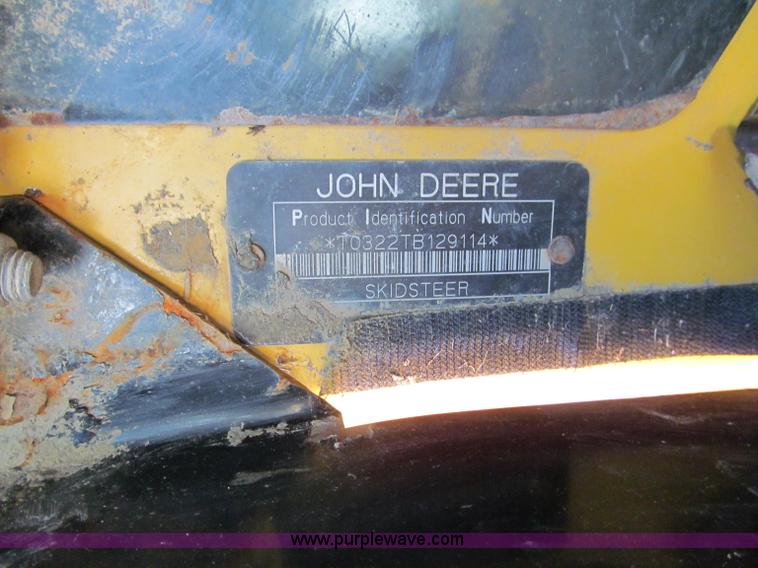 JOHN DEERE
Product Identification Number
*T0322TB129114*
SKIDSTEER
www.purplewave.com